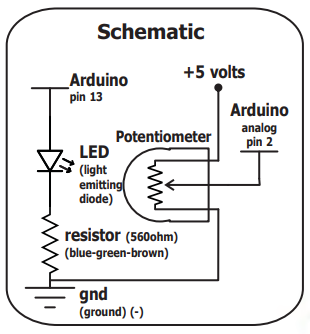 Schematic
Arduino
pin 13
+5 volts
Arduino
analog
pin 2
Potentiometer
LED
(light
emitting
diode)
resistor (560ohm)
(blue-green-brown)
gnd
(ground) (-)